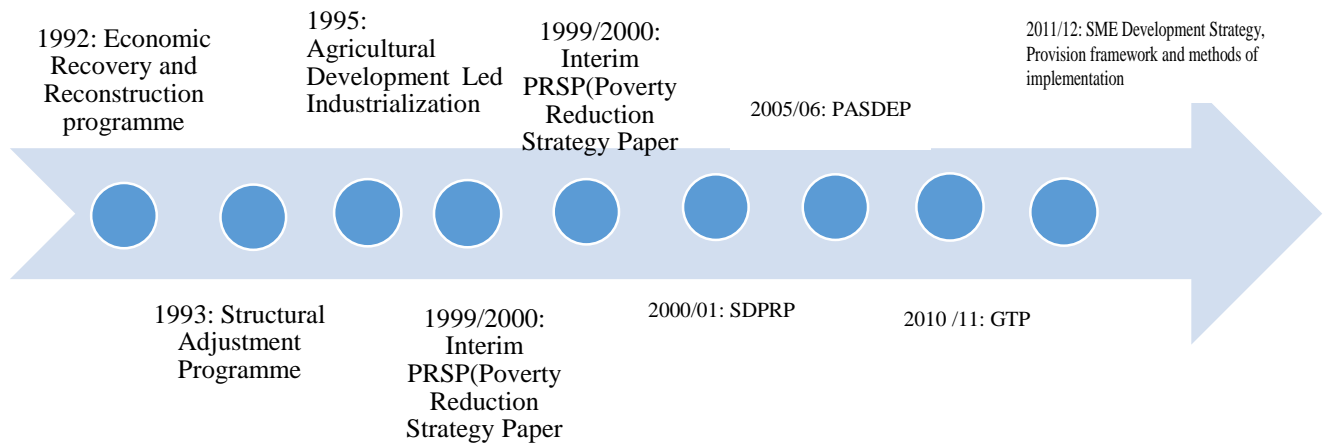 1992: Economic
Recovery and
Reconstruction
programme
1995:
Agricultural
Development Led
Industrialization
1999/2000:
Interim
PRSP(Poverty
Reduction
Strategy Paper
2005/06: PASDEP
2011/12: SME Development Strategy,
Provision framework and methods of
implementation
1993: Structural
Adjustment
Programme
1999/2000:
Interim
PRSP(Poverty
Reduction
Strategy Paper
2000/01: SDPRP
2010 /11: GTP